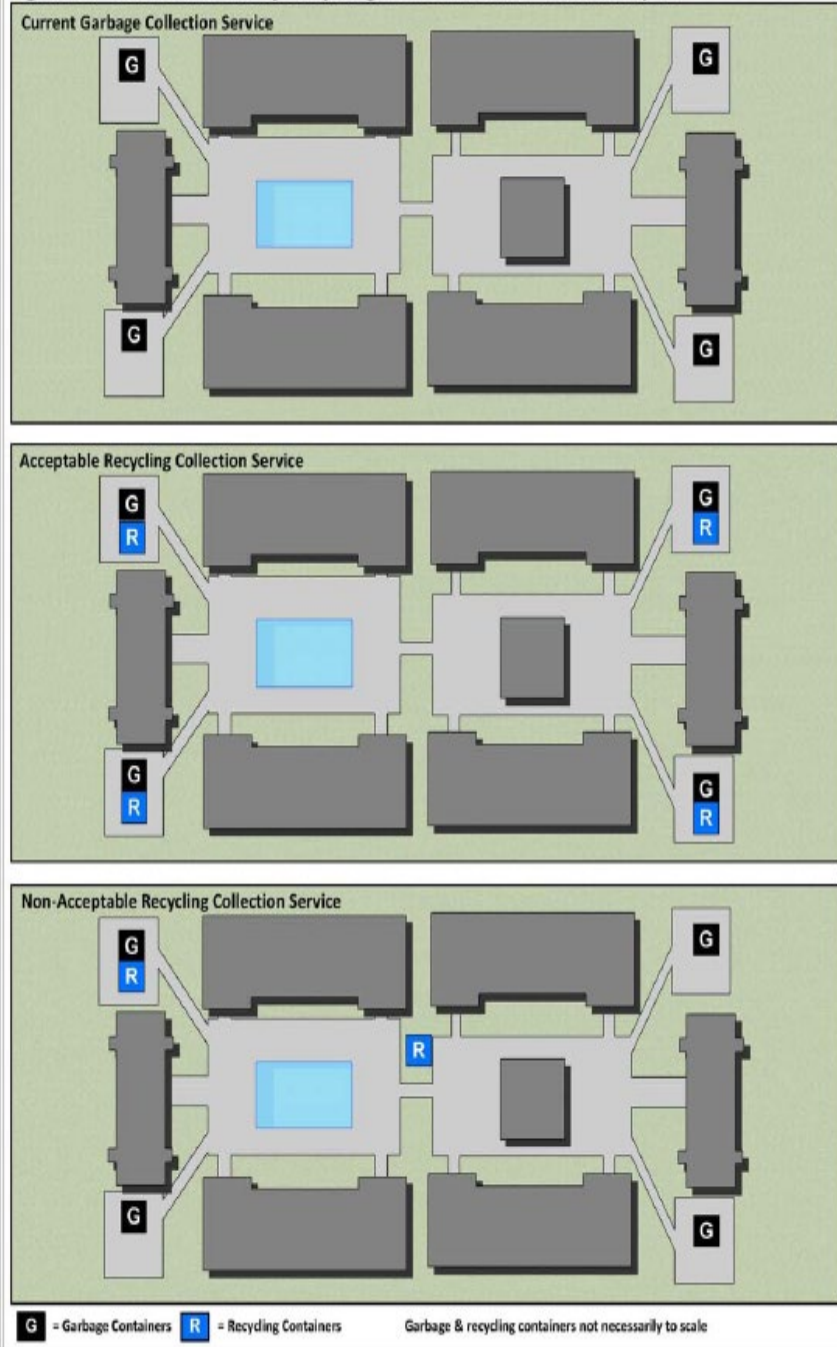 Current Garbage Collection Service
G
G
G
G
Acceptable Recycling Collection Service
G
R
G
R
G
R
G
R
Non-Acceptable Recycling Collection Service
G
R
G
R
G
G
G = Garbage Containers R = Recycling Containers Garbage & recycling containers not necessarily to scale